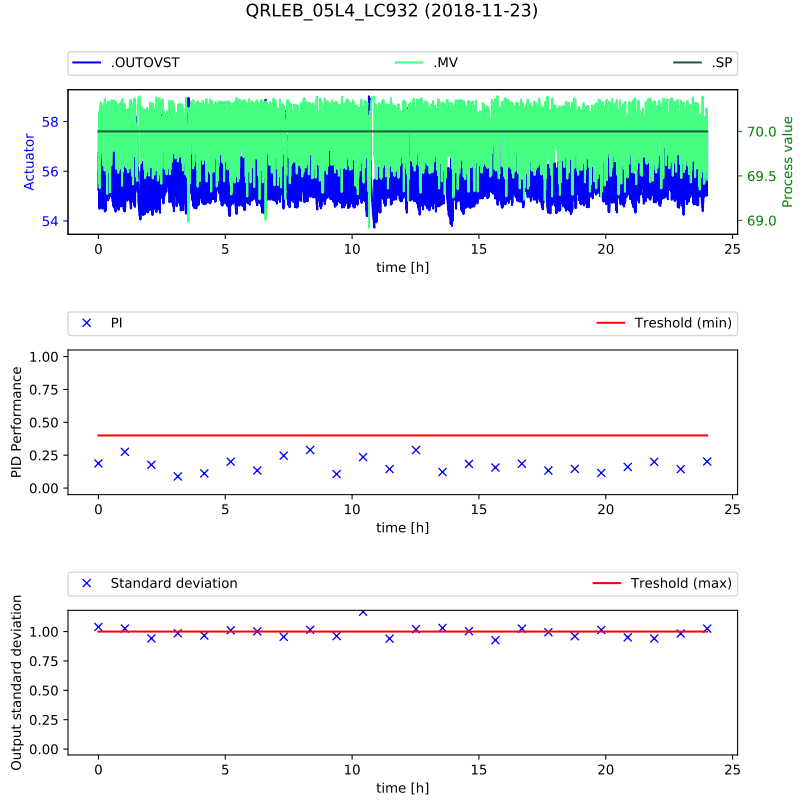 QRLEB_05L4_LC932 (2018-11-23)
.OUTOVST .MV .SP
58
56
54
Actuator
70.0
69.5
69.0
Process value
0 5 10 15 20 25
time [h]
PI Treshold (min)
1.00
0.75
0.50
0.25
0.00
PID Performance
0 5 10 15 20 25
time [h]
Standard deviation Treshold (max)
1.00
0.75
0.50
0.25
0.00
Output standard deviation
0 5 10 15 20 25
time [h]